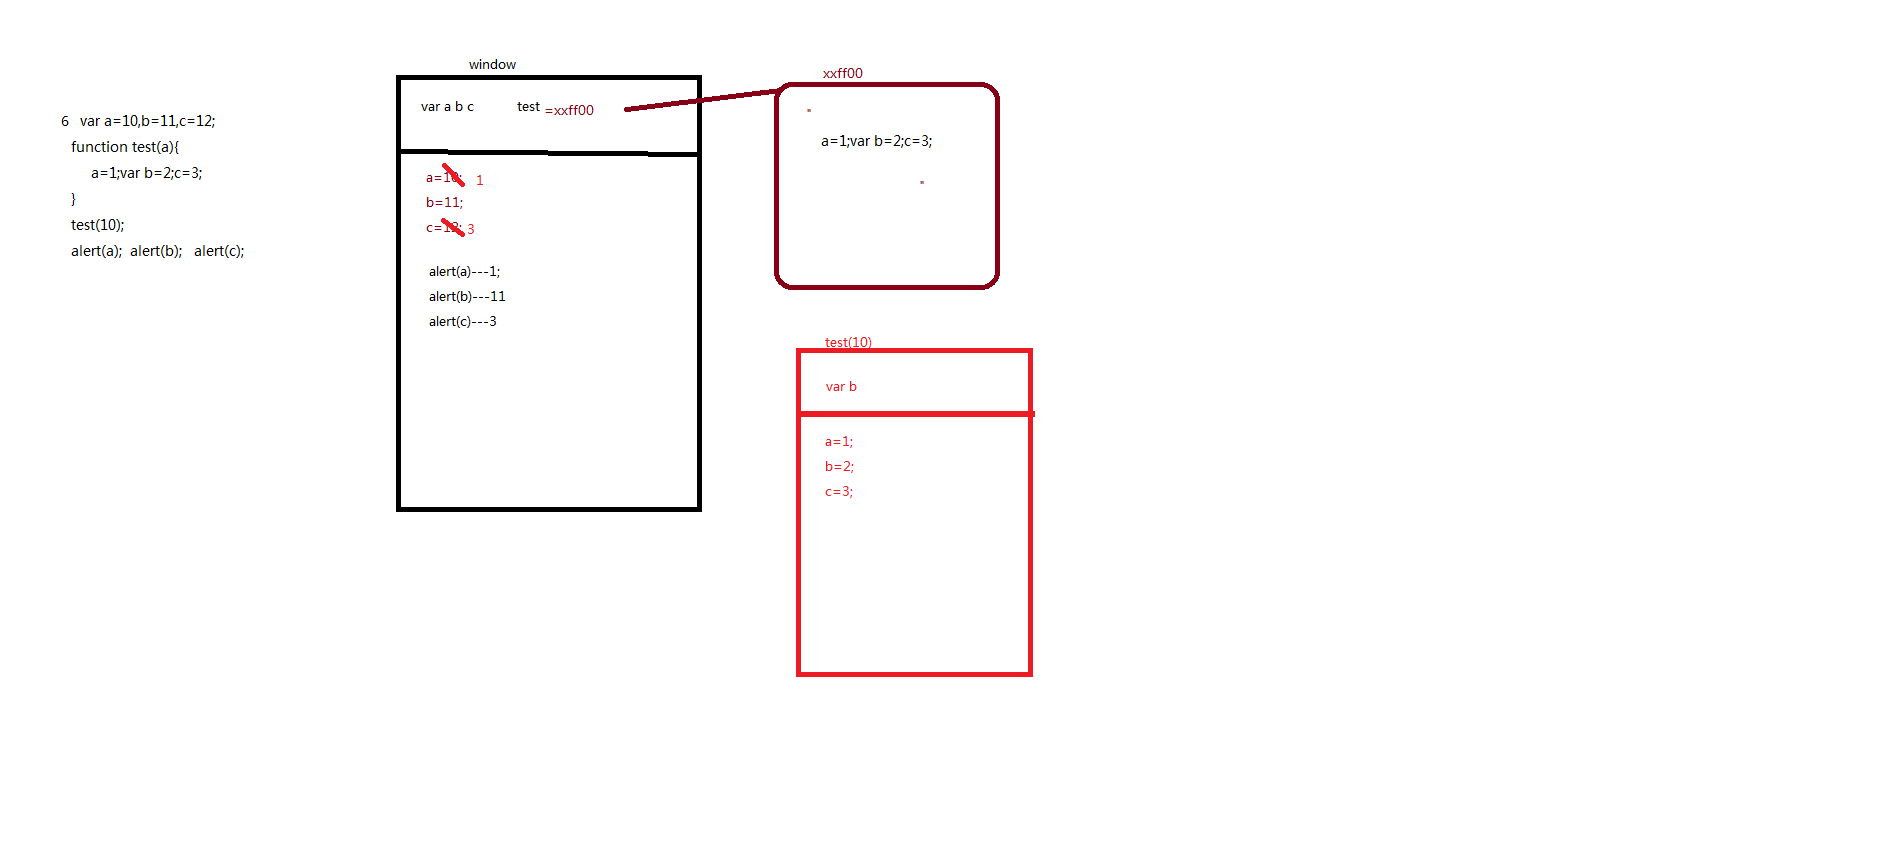 6 var a=10,b=11,c=12;
function test(a){
a=1;var b=2;c=3;
}
test(10);
alert(a); alert(b); alert(c);
window
var a b c test =xxff00
a=10; 1
b=11;
c=12; 3
alert(a)---1;
alert(b)---11
alert(c)---3
xxff00
a=1;var b=2;c=3;
test(10)
var b
a=1;
b=2;
c=3;